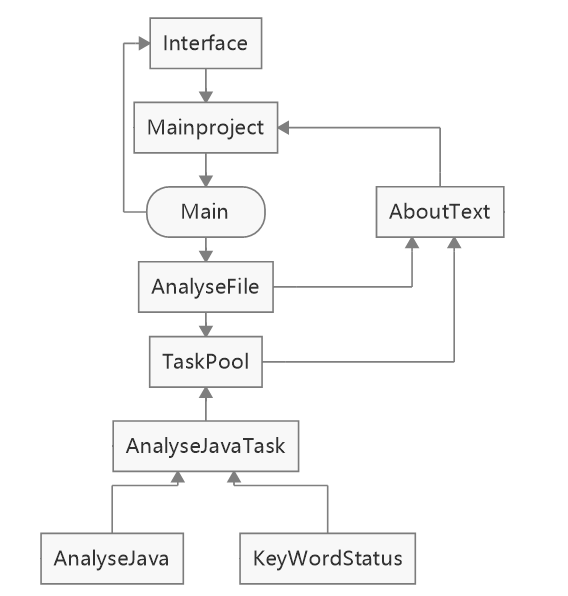 Interface
Mainproject
Main
AboutText
AnalyseFile
TaskPool
AnalyseJavaTask
AnalyseJava
KeyWordStatus